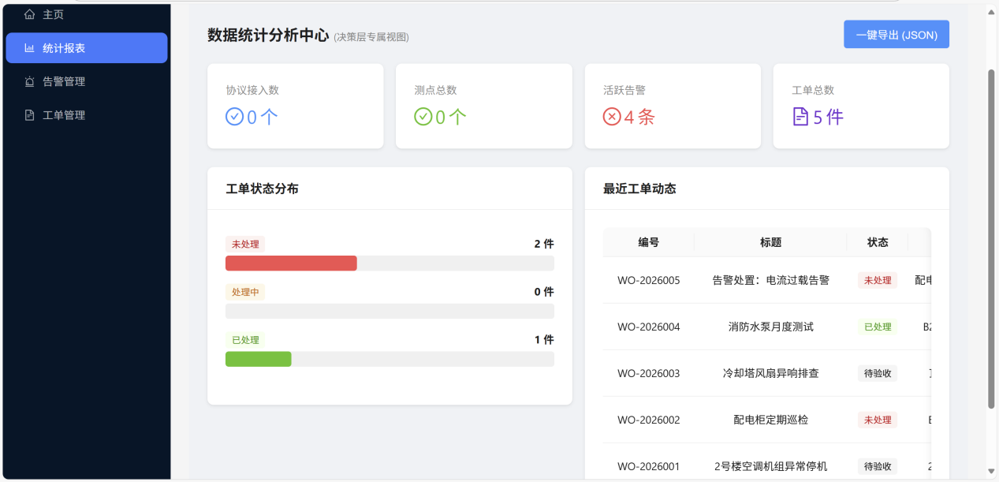 主页
统计报表
告警管理
工单管理
数据统计分析中心 (决策层专属视图)
一键导出 (JSON)
协议接入数
0 个
测点总数
0 个
活跃告警
4 条
工单总数
5 件
工单状态分布
未处理 2 件
处理中 0 件
已处理 1 件
最近工单动态
编号 标题 状态
WO-2026005 告警处置：电流过载告警 未处理 配电
WO-2026004 消防水泵月度测试 已处理 B2
WO-2026003 冷却塔风扇异响排查 待验收
WO-2026002 配电柜定期巡检 未处理
WO-2026001 2号楼空调机组异常停机 待验收 2